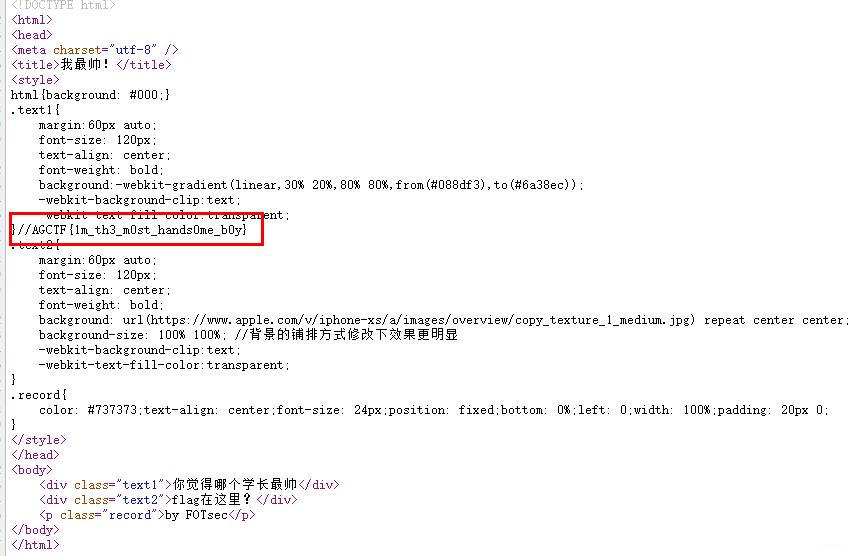 <!DOCTYPE html>
<html>
<head>
<meta charset="utf-8" />
<title>我最帅！</title>
<style>
html{background: #000;}
.text1{
    margin:60px auto;
    font-size: 120px;
    text-align: center;
    font-weight: bold;
    background:-webkit-gradient(linear,30% 20%,80% 80%,from(#088df3),to(#6a38ec));
    -webkit-background-clip:text;
    -webkit-text-fill-color:transparent;
}//AGCTF{1m_th3_m0st_hands0me_b0y}
.text2{
    margin:60px auto;
    font-size: 120px;
    text-align: center;
    font-weight: bold;
    background: url(https://www.apple.com/v/iphone-xs/a/images/overview/copy_texture_1_medium.jpg) repeat center center;
    background-size: 100% 100%; //背景的铺排方式修改下效果更明显
    -webkit-background-clip:text;
    -webkit-text-fill-color:transparent;
}
.record{
    color: #737373;text-align: center;font-size: 24px;position: fixed;bottom: 0%;left: 0;width: 100%;padding: 20px 0;
}
</style>
</head>
<body>
    <div class="text1">你觉得哪个学长最帅</div>
    <div class="text2">flag在这里？</div>
    <p class="record">by FOTsec</p>
</body>
</html>